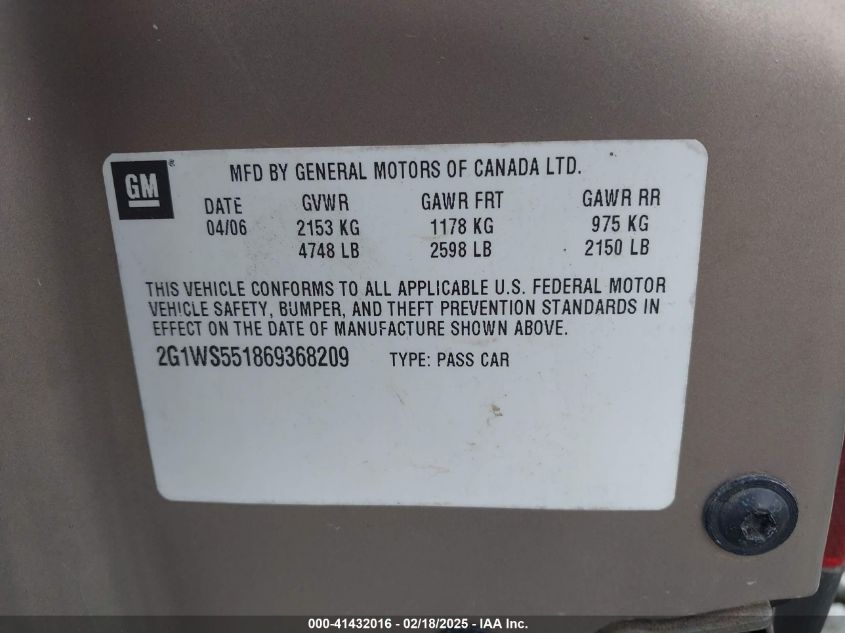 GM®
MFD BY GENERAL MOTORS OF CANADA LTD.
DATE GVWR GAWR FRT GAWR RR
04/06 2153 KG 1178 KG 975 KG
4748 LB 2598 LB 2150 LB
THIS VEHICLE CONFORMS TO ALL APPLICABLE U.S. FEDERAL MOTOR
VEHICLE SAFETY, BUMPER, AND THEFT PREVENTION STANDARDS IN
EFFECT ON THE DATE OF MANUFACTURE SHOWN ABOVE.
2G1WS551869368209 TYPE: PASS CAR
000-41432016 - 02/18/2025 - IAA Inc.